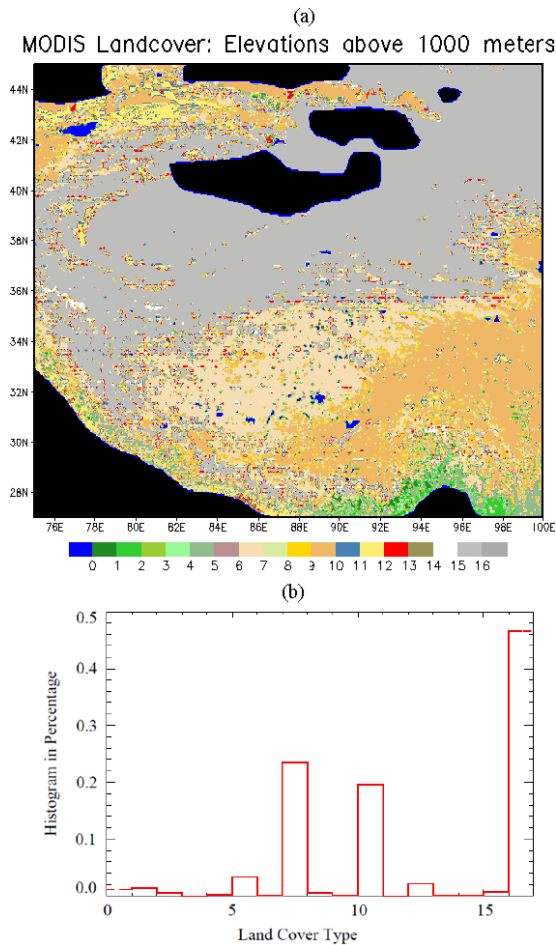 (a)
MODIS Landcover: Elevations above 1000 meters
44N
42N
40N
38N
36N
34N
32N
30N
28N
76E 78E 80E 82E 84E 86E 88E 90E 92E 94E 96E 98E 100E
0 1 2 3 4 5 6 7 8 9 10 11 12 13 14 15 16
(b)
0.5
0.4
0.3
0.2
0.1
0.0
Histogram in Percentage
0 5 10 15
Land Cover Type